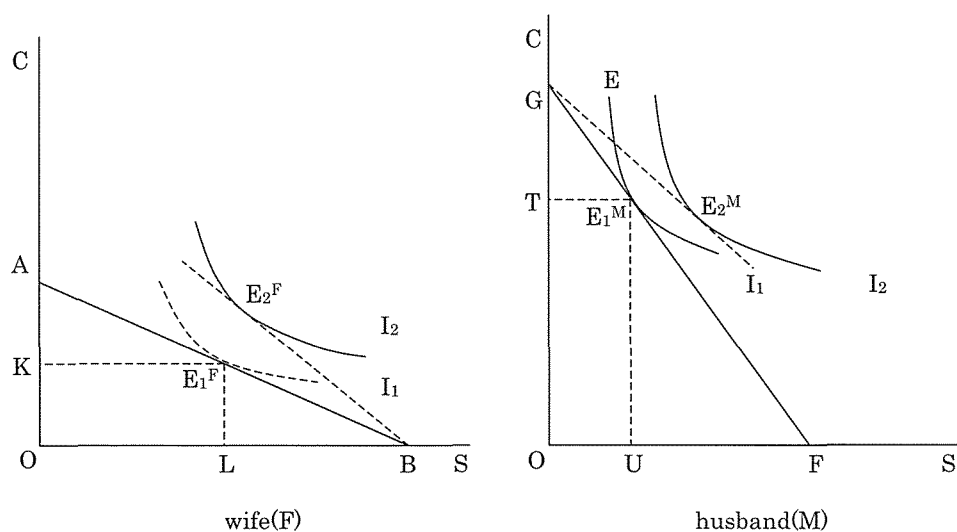 C
A
K
O
L
B
S
E₂ᶠ
E₁ᶠ
I₂
I₁
wife(F)
C
G
T
O
U
F
S
E
E₁ᴹ
E₂ᴹ
I₁
I₂
husband(M)